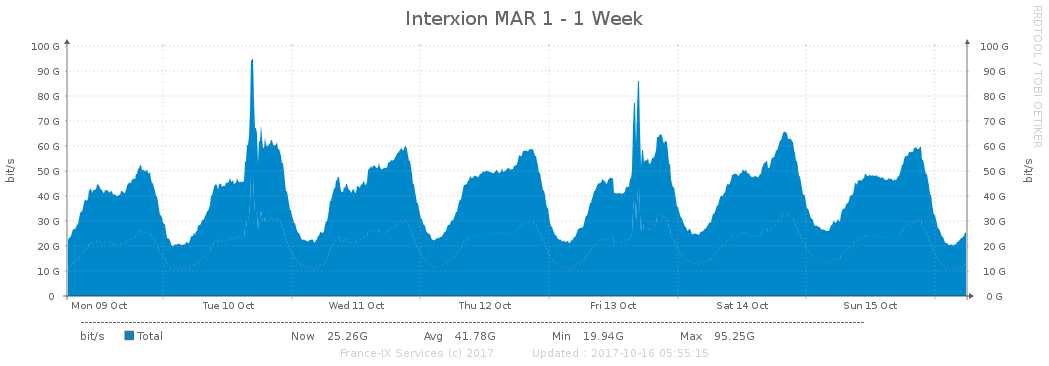 Interxion MAR 1 - 1 Week
RRDTOOL / TOBI OETIKER
bit/s
100 G
90 G
80 G
70 G
60 G
50 G
40 G
30 G
20 G
10 G
0
100 G
90 G
80 G
70 G
60 G
50 G
40 G
30 G
20 G
10 G
0 G
bit/s
Mon 09 Oct Tue 10 Oct Wed 11 Oct Thu 12 Oct Fri 13 Oct Sat 14 Oct Sun 15 Oct
bit/s Total Now 25.26G Avg 41.78G Min 19.94G Max 95.25G
France-IX Services (c) 2017 Updated : 2017-10-16 05:55:15